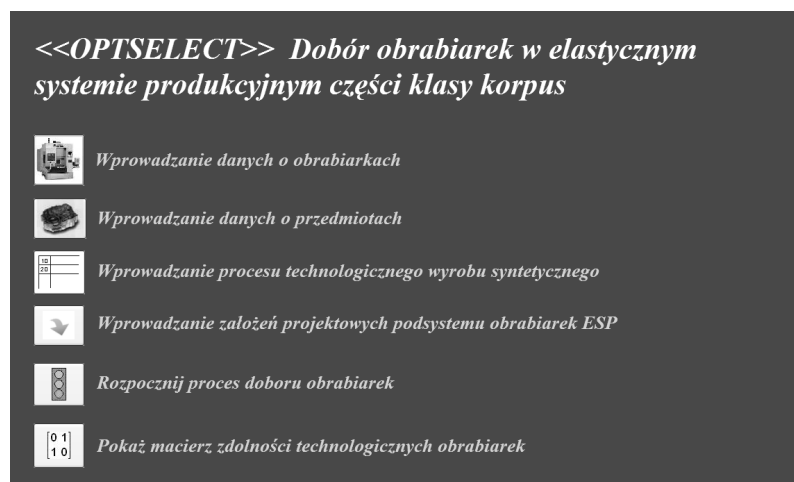 <<OPTSELECT>> Dobór obrabiarek w elastycznym
systemie produkcyjnym części klasy korpus
Wprowadzanie danych o obrabiarkach
Wprowadzanie danych o przedmiotach
10
20
Wprowadzanie procesu technologicznego wyrobu syntetycznego
Wprowadzanie założeń projektowych podsystemu obrabiarek ESP
Rozpocznij proces doboru obrabiarek
0 1
1 0
Pokaż macierz zdolności technologicznych obrabiarek